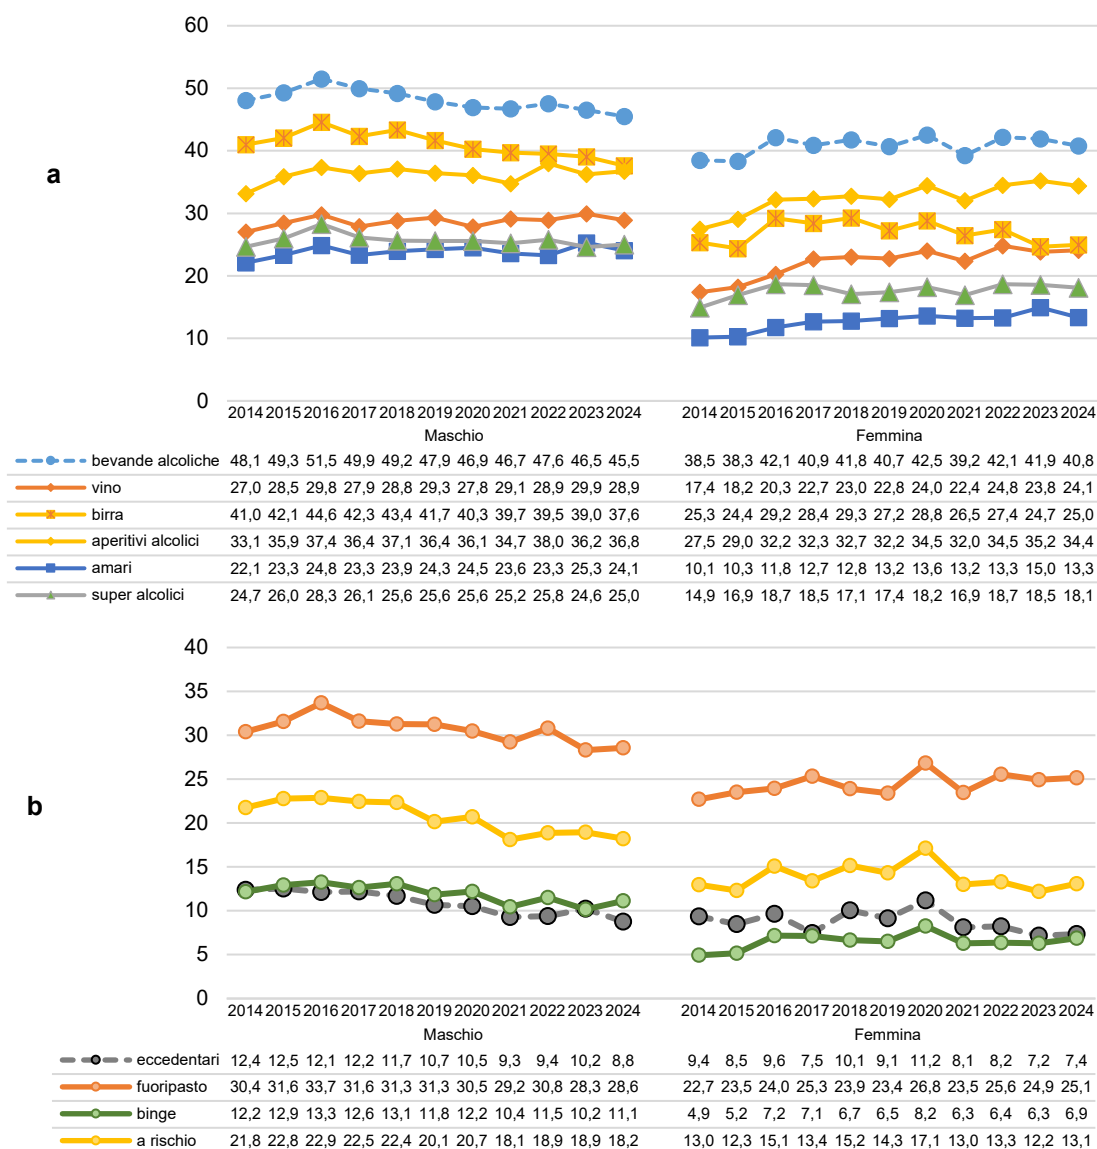 60
50
40
a
30
20
10
0
2014 2015 2016 2017 2018 2019 2020 2021 2022 2023 2024 2014 2015 2016 2017 2018 2019 2020 2021 2022 2023 2024
Maschio Femmina
bevande alcoliche 48,1 49,3 51,5 49,9 49,2 47,9 46,9 46,7 47,6 46,5 45,5 38,5 38,3 42,1 40,9 41,8 40,7 42,5 39,2 42,1 41,9 40,8
vino 27,0 28,5 29,8 27,9 28,8 29,3 27,8 29,1 28,9 29,9 28,9 17,4 18,2 20,3 22,7 23,0 22,8 24,0 22,4 24,8 23,8 24,1
birra 41,0 42,1 44,6 42,3 43,4 41,7 40,3 39,7 39,5 39,0 37,6 25,3 24,4 29,2 28,4 29,3 27,2 28,8 26,5 27,4 24,7 25,0
aperitivi alcolici 33,1 35,9 37,4 36,4 37,1 36,4 36,1 34,7 38,0 36,2 36,8 27,5 29,0 32,2 32,3 32,7 32,2 34,5 32,0 34,5 35,2 34,4
amari 22,1 23,3 24,8 23,3 23,9 24,3 24,5 23,6 23,3 25,3 24,1 10,1 10,3 11,8 12,7 12,8 13,2 13,6 13,2 13,3 15,0 13,3
super alcolici 24,7 26,0 28,3 26,1 25,6 25,6 25,6 25,2 25,8 24,6 25,0 14,9 16,9 18,7 18,5 17,1 17,4 18,2 16,9 18,7 18,5 18,1
40
35
30
25
b
20
15
10
5
0
2014 2015 2016 2017 2018 2019 2020 2021 2022 2023 2024 2014 2015 2016 2017 2018 2019 2020 2021 2022 2023 2024
Maschio Femmina
eccedentari 12,4 12,5 12,1 12,2 11,7 10,7 10,5 9,3 9,4 10,2 8,8 9,4 8,5 9,6 7,5 10,1 9,1 11,2 8,1 8,2 7,2 7,4
fuoripasto 30,4 31,6 33,7 31,6 31,3 31,3 30,5 29,2 30,8 28,3 28,6 22,7 23,5 24,0 25,3 23,9 23,4 26,8 23,5 25,6 24,9 25,1
binge 12,2 12,9 13,3 12,6 13,1 11,8 12,2 10,4 11,5 10,2 11,1 4,9 5,2 7,2 7,1 6,7 6,5 8,2 6,3 6,4 6,3 6,9
a rischio 21,8 22,8 22,9 22,5 22,4 20,1 20,7 18,1 18,9 18,9 18,2 13,0 12,3 15,1 13,4 15,2 14,3 17,1 13,0 13,3 12,2 13,1